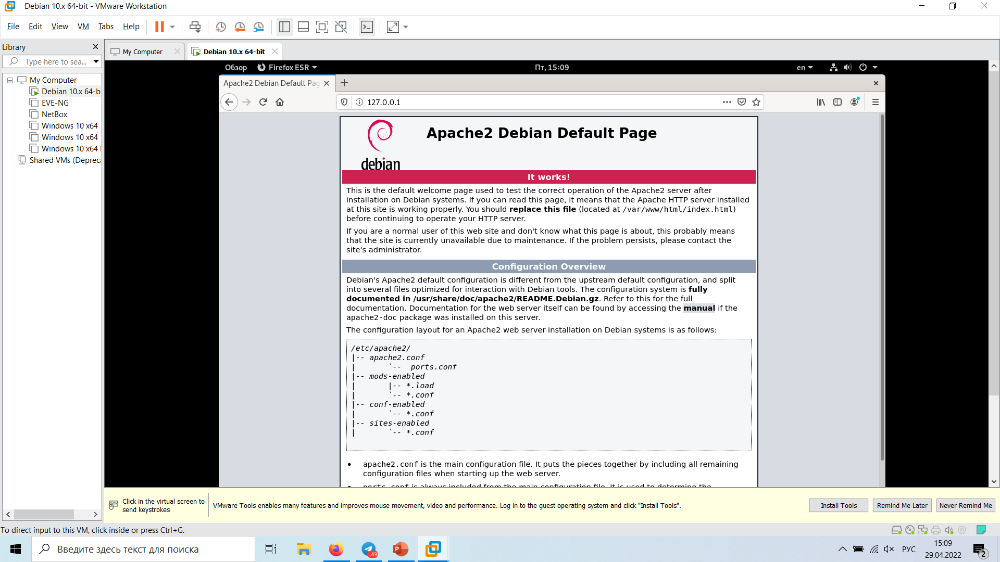 Debian 10.x 64-bit - VMware Workstation
File Edit View VM Tabs Help
Library
Type here to sea...
My Computer
Debian 10.x 64-b
EVE-NG
NetBox
Windows 10 x64
Windows 10 x64
Windows 10 x64
Shared VMs (Depreca
My Computer
Debian 10.x 64-bit
Обзор
Firefox ESR
Пт, 15:09
en
Apache2 Debian Default Pag
127.0.0.1
debian
Apache2 Debian Default Page
It works!
This is the default welcome page used to test the correct operation of the Apache2 server after
installation on Debian systems. If you can read this page, it means that the Apache HTTP server installed
at this site is working properly. You should replace this file (located at /var/www/html/index.html)
before continuing to operate your HTTP server.
If you are a normal user of this web site and don't know what this page is about, this probably means
that the site is currently unavailable due to maintenance. If the problem persists, please contact the
site's administrator.
Configuration Overview
Debian's Apache2 default configuration is different from the upstream default configuration, and split
into several files optimized for interaction with Debian tools. The configuration system is fully
documented in /usr/share/doc/apache2/README.Debian.gz. Refer to this for the full
documentation. Documentation for the web server itself can be found by accessing the manual if the
apache2-doc package was installed on this server.
The configuration layout for an Apache2 web server installation on Debian systems is as follows:
/etc/apache2/
|-- apache2.conf
|       `--  ports.conf
|-- mods-enabled
|       |-- *.load
|       `-- *.conf
|-- conf-enabled
|       `-- *.conf
|-- sites-enabled
|       `-- *.conf
• apache2.conf is the main configuration file. It puts the pieces together by including all remaining
configuration files when starting up the web server.
• ports.conf is always included from the main configuration file. It is used to determine the
Click in the virtual screen to
send keystrokes
VMware Tools enables many features and improves mouse movement, video and performance. Log in to the guest operating system and click "Install Tools".
Install Tools
Remind Me Later
Never Remind Me
To direct input to this VM, click inside or press Ctrl+G.
Введите здесь текст для поиска
49
РУС
15:09
29.04.2022
2